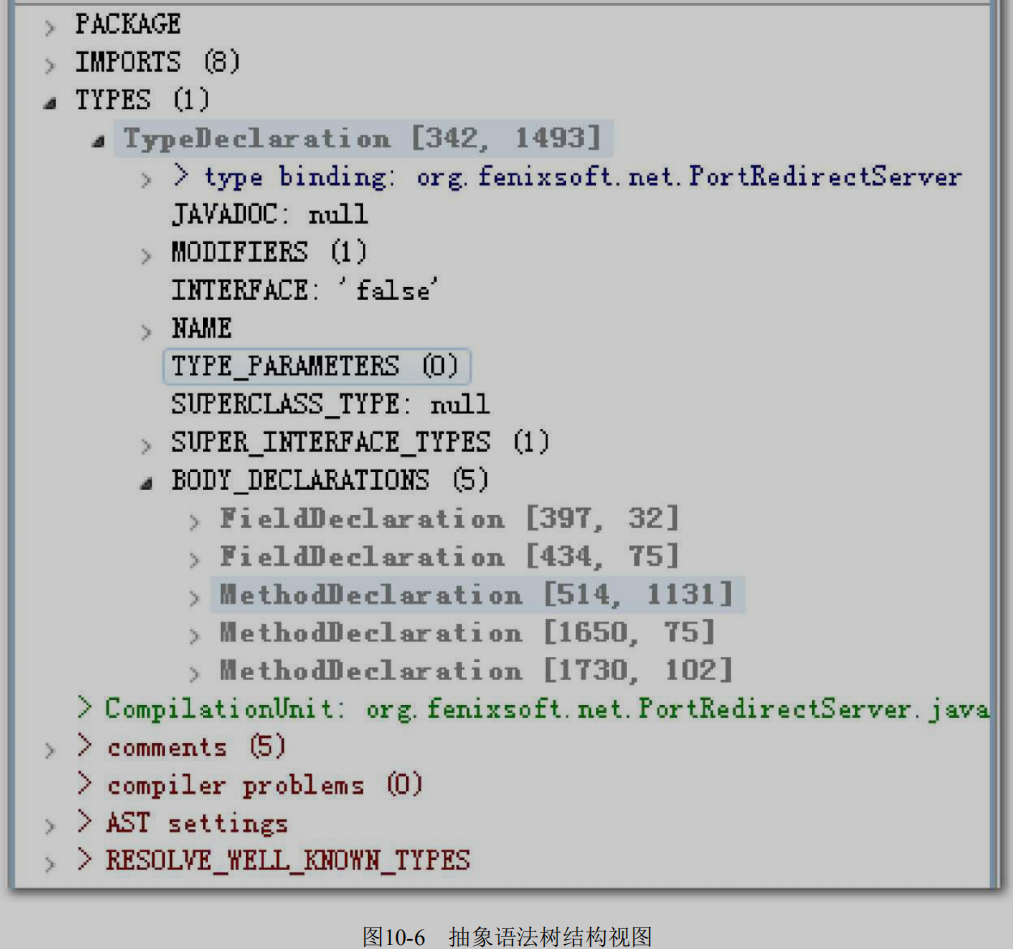 PACKAGE
IMPORTS (8)
TYPES (1)
TypeDeclaration [342, 1493]
> type binding: org.fenixsoft.net.PortRedirectServer
JAVADOC: null
MODIFIERS (1)
INTERFACE: 'false'
NAME
TYPE_PARAMETERS (0)
SUPERCLASS_TYPE: null
SUPER_INTERFACE_TYPES (1)
BODY_DECLARATIONS (5)
FieldDeclaration [397, 32]
FieldDeclaration [434, 75]
MethodDeclaration [514, 1131]
MethodDeclaration [1650, 75]
MethodDeclaration [1730, 102]
> CompilationUnit: org.fenixsoft.net.PortRedirectServer.java
> comments (5)
> compiler problems (0)
> AST settings
> RESOLVE_WELL_KNOWN_TYPES
图10-6 抽象语法树结构视图